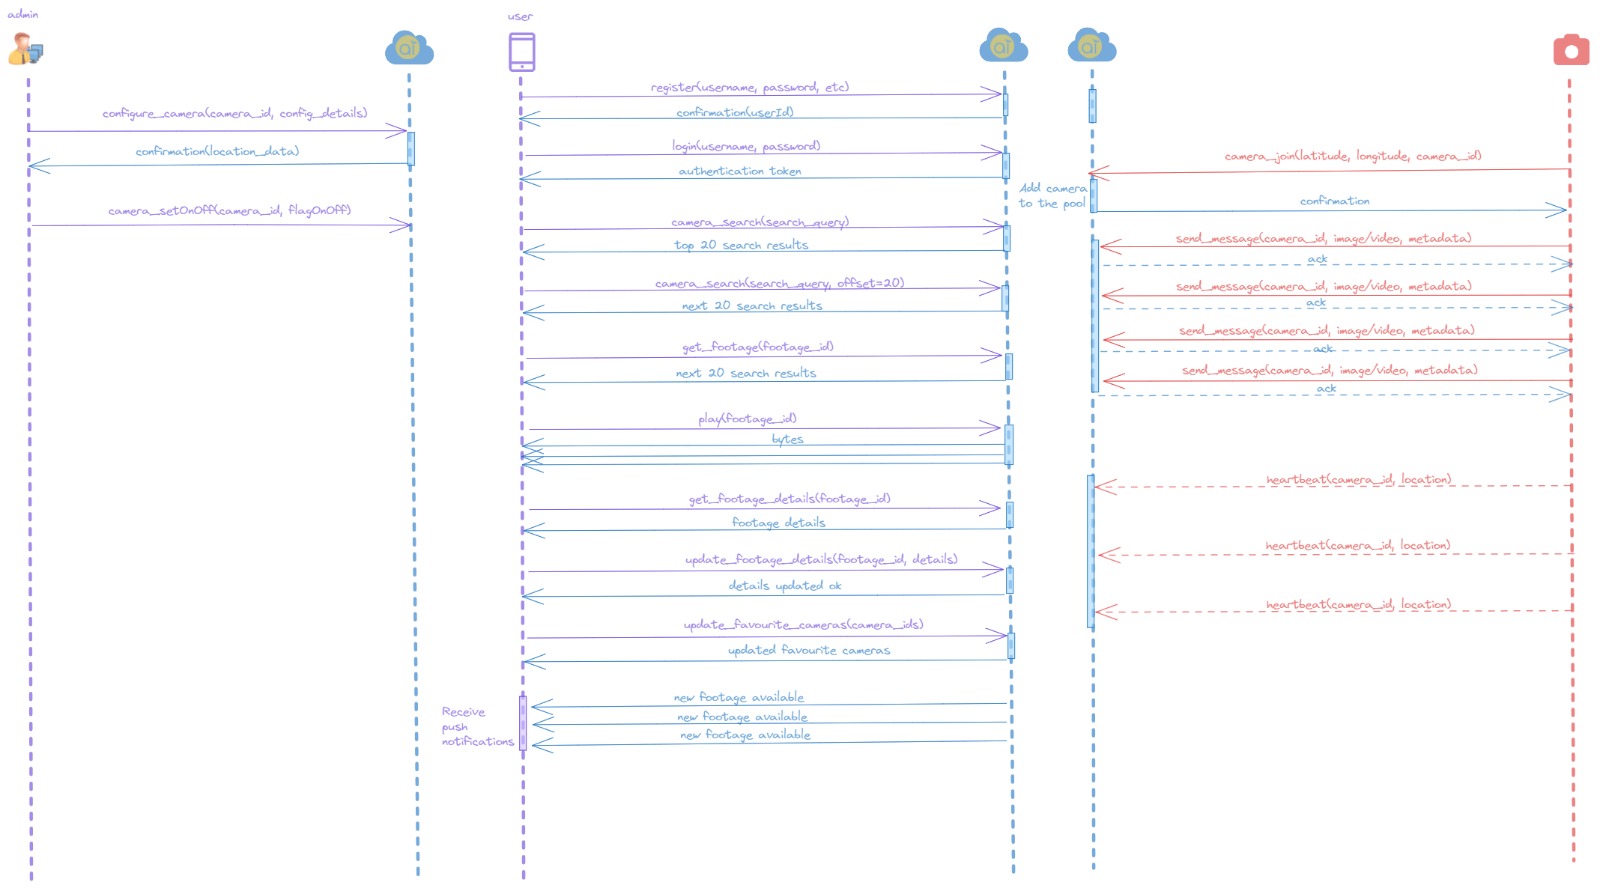 admin
ai
configure_camera(camera_id, config_details)
confirmation(location_data)
camera_setOnOff(camera_id, flagOnOff)
user
ai
register(username, password, etc)
confirmation(userId)
login(username, password)
authentication token
camera_search(search_query)
top 20 search results
camera_search(search_query, offset=20)
next 20 search results
get_footage(footage_id)
next 20 search results
play(footage_id)
bytes
get_footage_details(footage_id)
footage details
update_footage_details(footage_id, details)
details updated ok
update_favourite_cameras(camera_ids)
updated favourite cameras
Receive
push
notifications
new footage available
new footage available
new footage available
ai
camera_join(latitude, longitude, camera_id)
Add camera
to the pool
confirmation
send_message(camera_id, image/video, metadata)
ack
send_message(camera_id, image/video, metadata)
ack
send_message(camera_id, image/video, metadata)
ack
send_message(camera_id, image/video, metadata)
ack
heartbeat(camera_id, location)
heartbeat(camera_id, location)
heartbeat(camera_id, location)